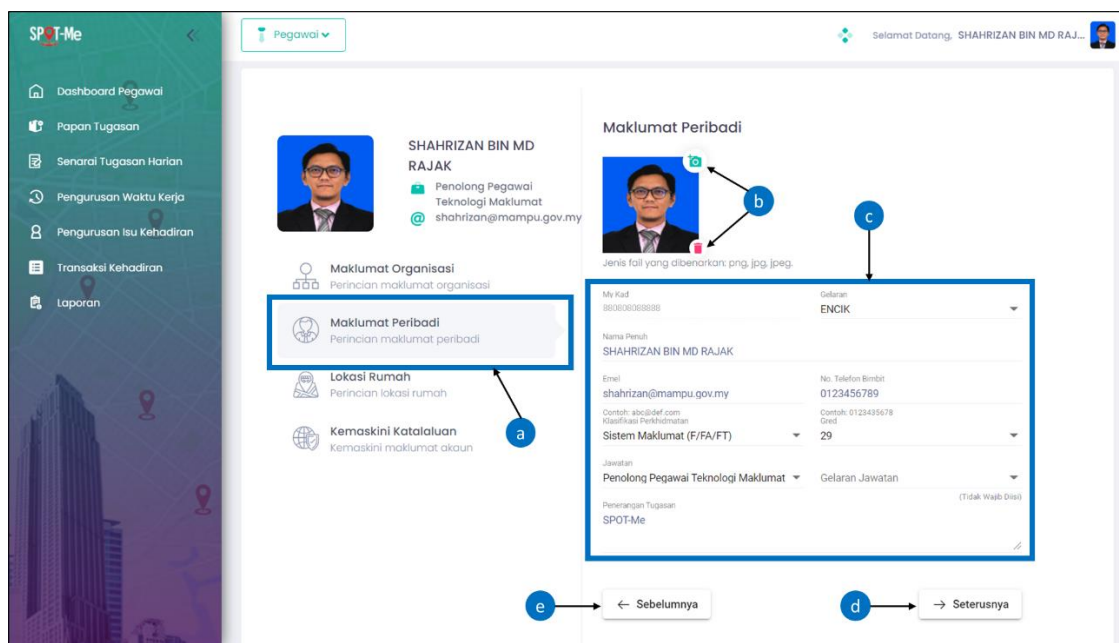 SPOT-Me
Pegawai
Selamat Datang, SHAHRIZAN BIN MD RAJ...
Dashboard Pegawai
Papan Tugasan
Senarai Tugasan Harian
Pengurusan Waktu Kerja
Pengurusan Isu Kehadiran
Transaksi Kehadiran
Laporan
SHAHRIZAN BIN MD
RAJAK
Penolong Pegawai
Teknologi Maklumat
@ shahrizan@mampu.gov.my
Maklumat Organisasi
Perincian maklumat organisasi
Maklumat Peribadi
Perincian maklumat peribadi
Lokasi Rumah
Perincian lokasi rumah
Kemaskini Katalaluan
Kemaskini maklumat akaun
a
Maklumat Peribadi
b
c
Jenis fail yang dibenarkan: png, jpg, jpeg.
My Kad
880808088888
Gelaran
ENCIK
Nama Penuh
SHAHRIZAN BIN MD RAJAK
Emel
shahrizan@mampu.gov.my
Contoh: abc@def.com
No. Telefon Bimbit
0123456789
Contoh: 0123435678
Klasifikasi Perkhidmatan
Sistem Maklumat (F/FA/FT)
Gred
29
Jawatan
Penolong Pegawai Teknologi Maklumat
Gelaran Jawatan
(Tidak Wajib Diisi)
Penerangan Tugasan
SPOT-Me
e
← Sebelumnya
d
→ Seterusnya